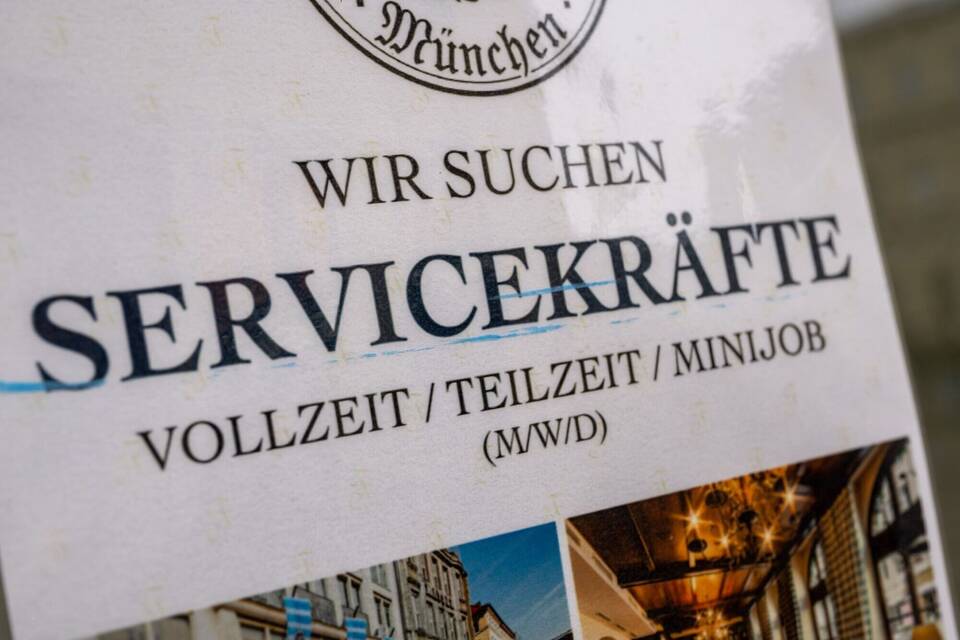 München
WIR SUCHEN
SERVICEKRÄFTE
VOLLZEIT / TEILZEIT / MINIJOB
(M/W/D)